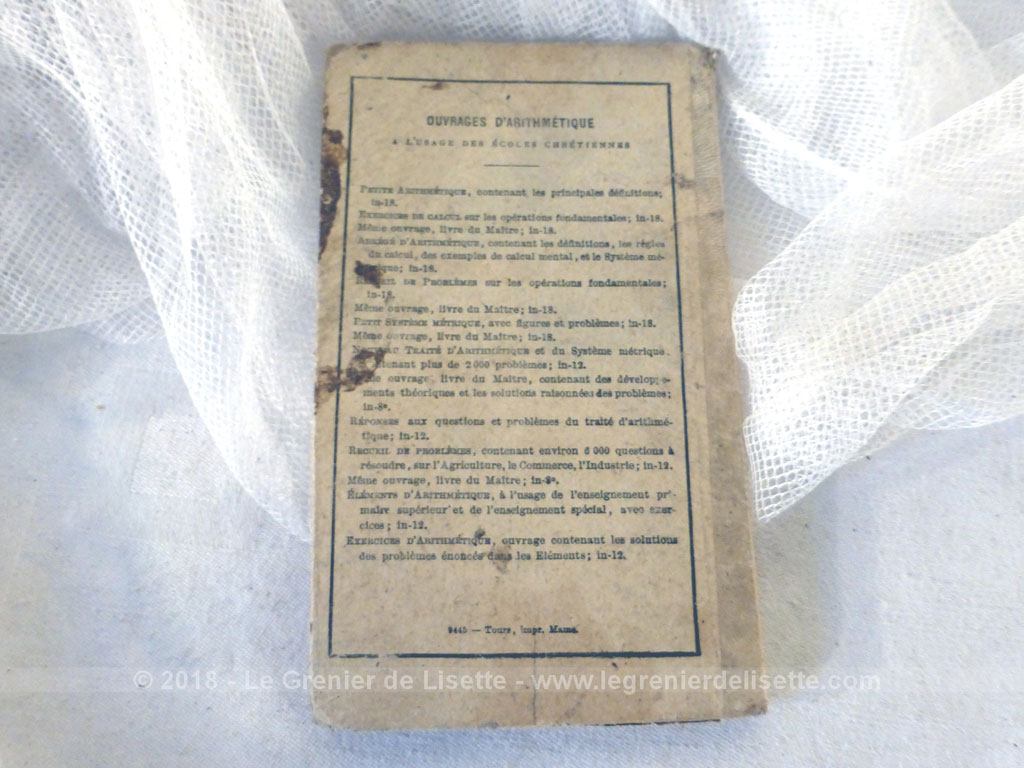 OUVRAGES D'ARITHMÉTIQUE
A L'USAGE DES ÉCOLES CHRÉTIENNES
PETITE ARITHMÉTIQUE, contenant les principales définitions;
in-18.
EXERCICES DE CALCUL sur les opérations fondamentales; in-18.
Même ouvrage, livre du Maître; in-18.
ABRÉGÉ D'ARITHMÉTIQUE, contenant les définitions, les règles
du calcul, des exemples de calcul mental, et le Système mé-
trique; in-18.
RECUEIL DE PROBLÈMES sur les opérations fondamentales;
in-18.
Même ouvrage, livre du Maître; in-18.
PETIT SYSTÈME MÉTRIQUE, avec figures et problèmes; in-18.
Même ouvrage, livre du Maître; in-18.
NOUVEAU TRAITÉ D'ARITHMÉTIQUE et du Système métrique,
contenant plus de 2000 problèmes; in-12.
Même ouvrage, livre du Maître, contenant des développe-
ments théoriques et les solutions raisonnées des problèmes;
in-8°.
RÉPONSES aux questions et problèmes du traité d'arithmé-
tique; in-12.
RECUEIL DE PROBLÈMES, contenant environ 6000 questions à
résoudre, sur l'Agriculture, le Commerce, l'Industrie; in-12.
Même ouvrage, livre du Maître; in-8°.
ÉLÉMENTS D'ARITHMÉTIQUE, à l'usage de l'enseignement pri-
maire supérieur et de l'enseignement spécial, avec exer-
cices; in-12.
EXERCICES D'ARITHMÉTIQUE, ouvrage contenant les solutions
des problèmes énoncés dans les Eléments; in-12.
9445 — Tours, impr. Mame.
© 2018 - Le Grenier de Lisette - www.legrenierdelisette.com